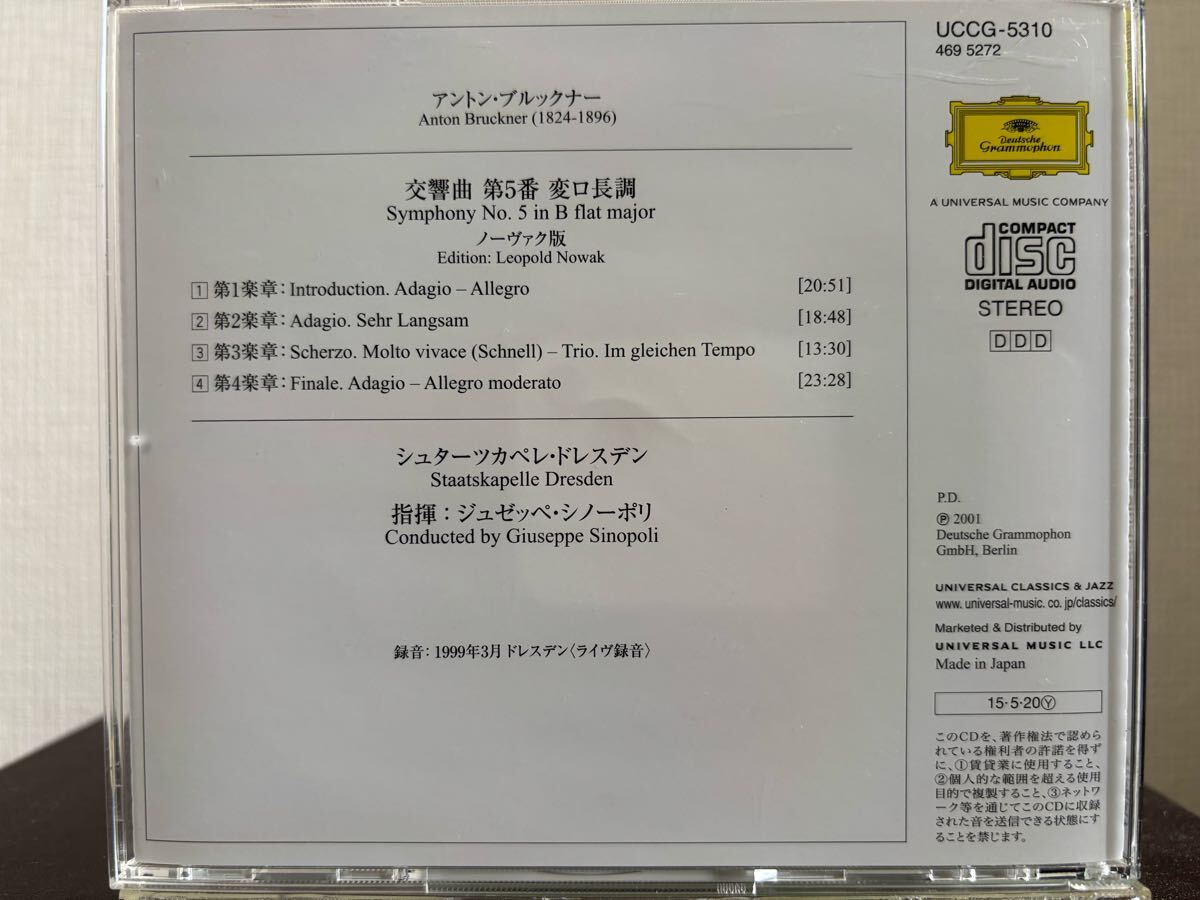 アントン・ブルックナー
Anton Bruckner (1824-1896)
交響曲 第5番 変ロ長調
Symphony No. 5 in B flat major
ノーヴァク版
Edition: Leopold Nowak
1 第1楽章: Introduction. Adagio – Allegro [20:51]
2 第2楽章: Adagio. Sehr Langsam [18:48]
3 第3楽章: Scherzo. Molto vivace (Schnell) – Trio. Im gleichen Tempo [13:30]
4 第4楽章: Finale. Adagio – Allegro moderato [23:28]
シュターツカペレ・ドレスデン
Staatskapelle Dresden
指揮:ジュゼッペ・シノーポリ
Conducted by Giuseppe Sinopoli
録音:1999年3月 ドレスデン〈ライヴ録音〉
UCCG-5310
469 5272
Deutsche
Grammophon
A UNIVERSAL MUSIC COMPANY
COMPACT
disc
DIGITAL AUDIO
STEREO
DDD
P.D.
℗ 2001
Deutsche Grammophon
GmbH, Berlin
UNIVERSAL CLASSICS & JAZZ
www. universal-music. co. jp/classics/
Marketed & Distributed by
UNIVERSAL MUSIC LLC
Made in Japan
15・5・20Ⓨ
このCDを、著作権法で認めら
れている権利者の許諾を得ず
に、①賃貸業に使用すること、
②個人的な範囲を超える使用
目的で複製すること、③ネットワ
ーク等を通じてこのCDに収録
された音を送信できる状態にす
ることを禁じます。